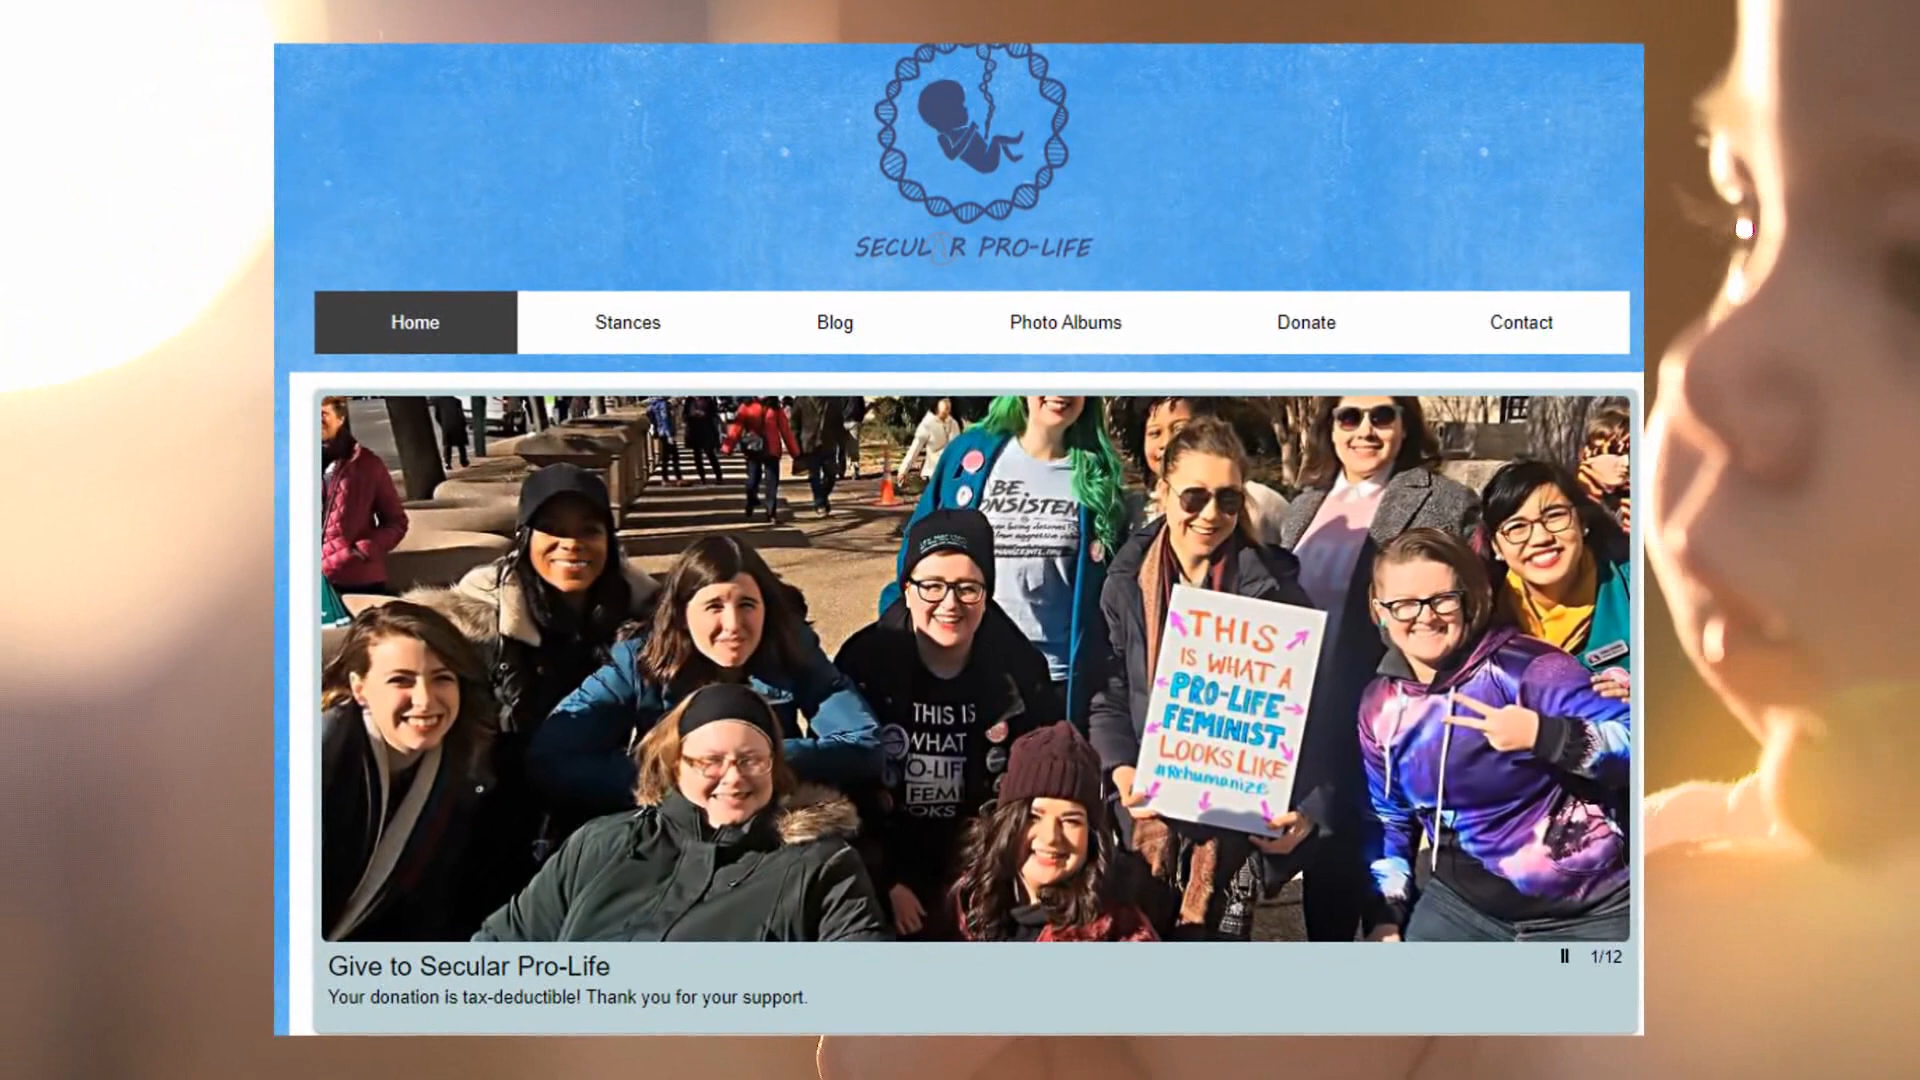 SECULAR PRO-LIFE
Home
Stances
Blog
Photo Albums
Donate
Contact
BE
ONSISTEN
THIS
IS WHAT A
PRO-LIFE
FEMINIST
LOOKS LIKE
#Rehumanize
THIS IS
WHAT
O-LIF
FEMI
OKS
Give to Secular Pro-Life
1/12
Your donation is tax-deductible! Thank you for your support.